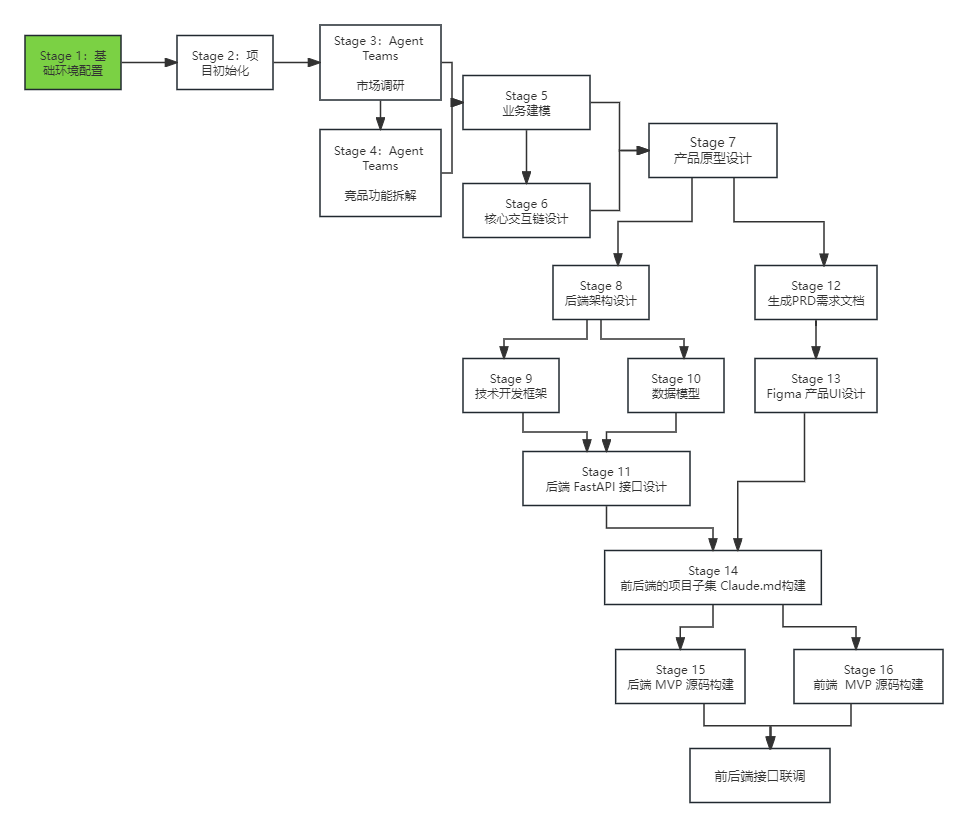 Stage 1：基
础环境配置
Stage 2：项
目初始化
Stage 3：Agent
Teams
市场调研
Stage 4：Agent
Teams
竞品功能拆解
Stage 5
业务建模
Stage 6
核心交互链设计
Stage 7
产品原型设计
Stage 8
后端架构设计
Stage 12
生成PRD需求文档
Stage 9
技术开发框架
Stage 10
数据模型
Stage 13
Figma 产品UI设计
Stage 11
后端 FastAPI 接口设计
Stage 14
前后端的项目子集 Claude.md构建
Stage 15
后端 MVP 源码构建
Stage 16
前端  MVP 源码构建
前后端接口联调